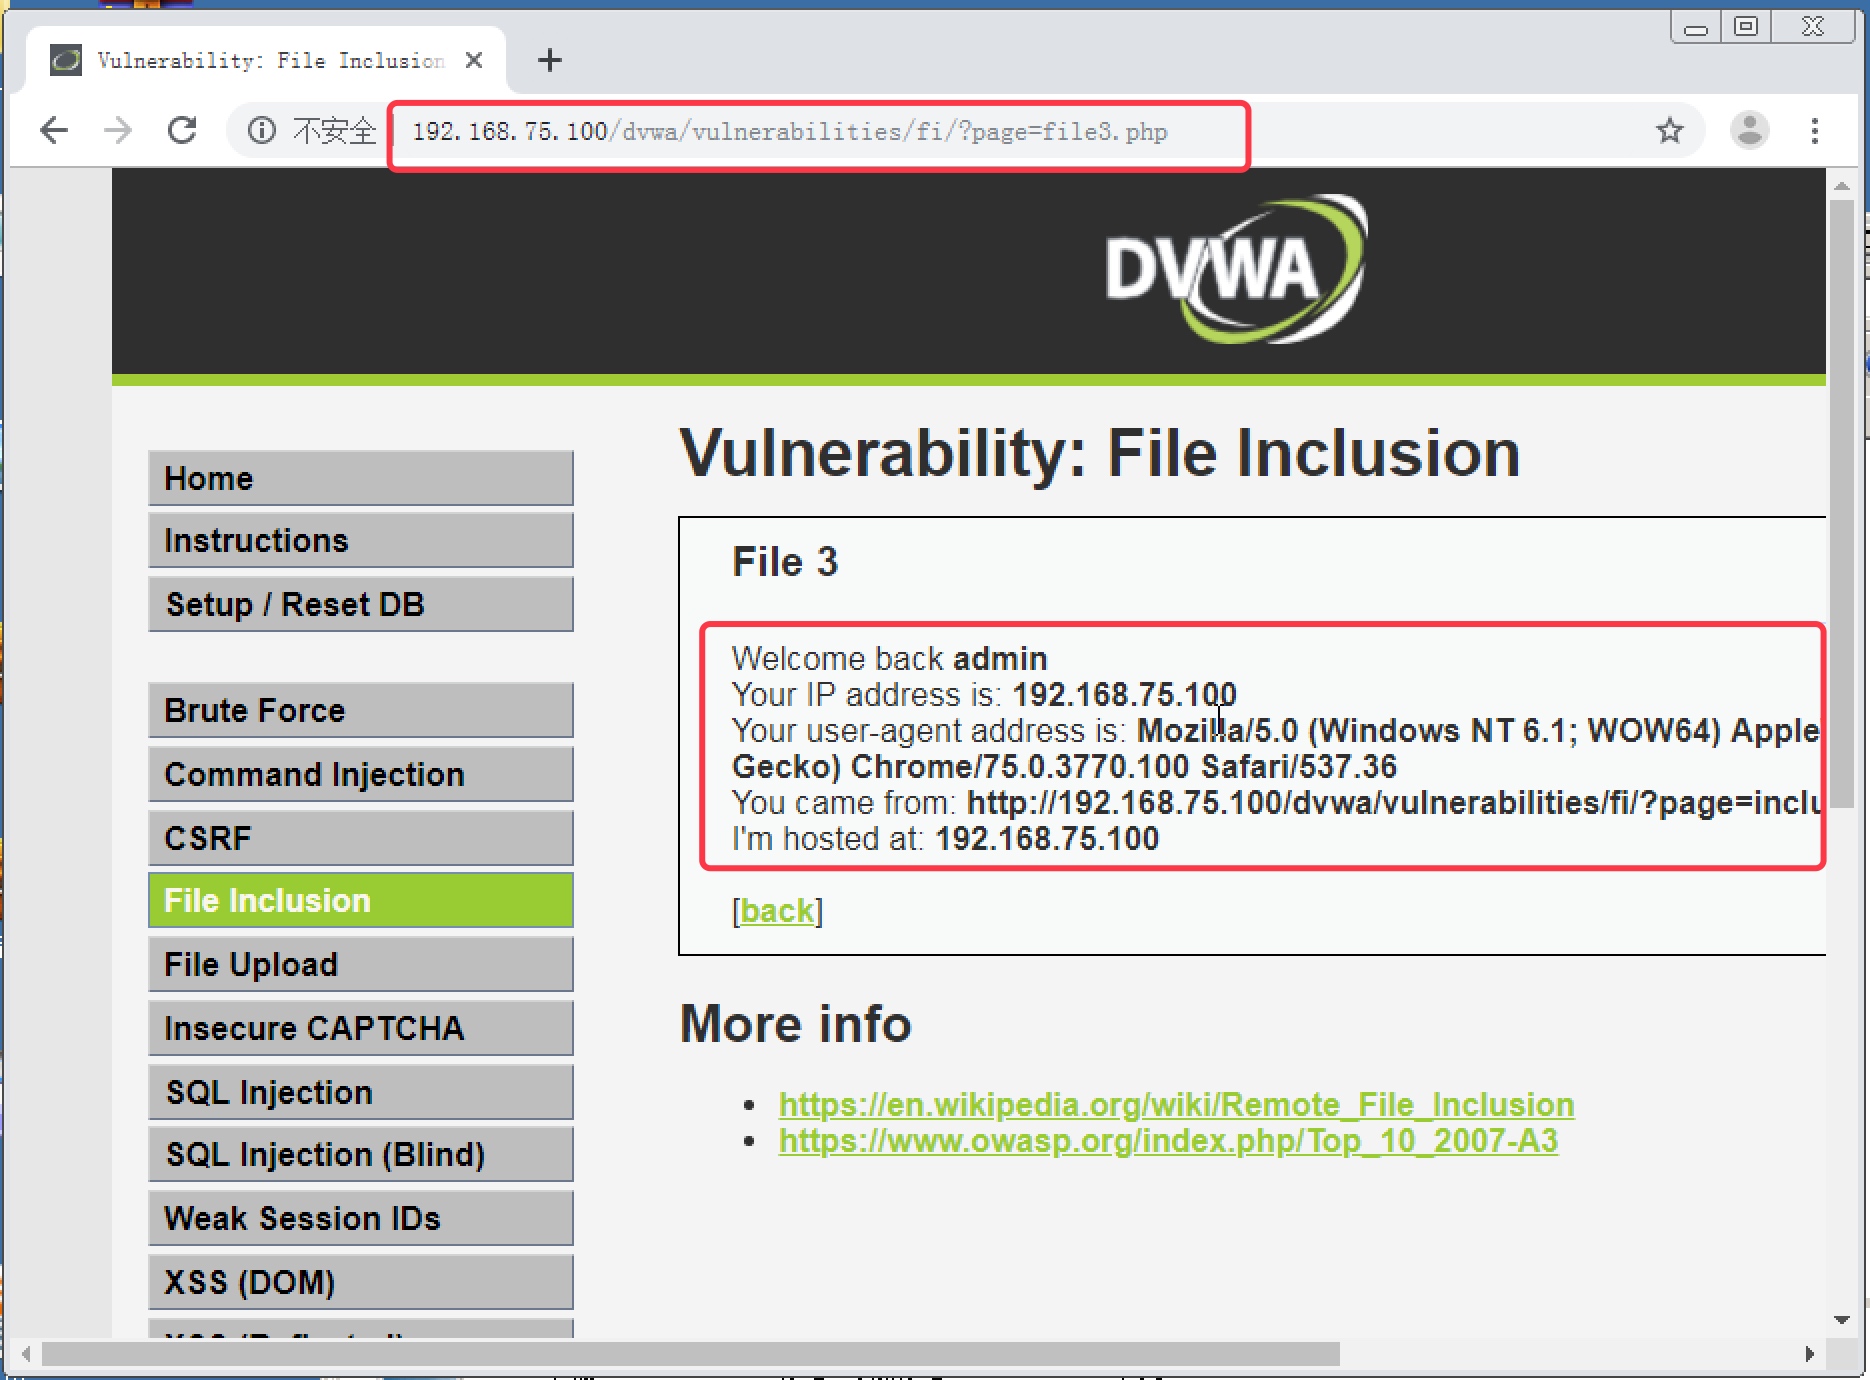 Vulnerability: File Inclusion
不安全
192.168.75.100/dvwa/vulnerabilities/fi/?page=file3.php
DVWA
Home
Instructions
Setup / Reset DB
Brute Force
Command Injection
CSRF
File Inclusion
File Upload
Insecure CAPTCHA
SQL Injection
SQL Injection (Blind)
Weak Session IDs
XSS (DOM)
Vulnerability: File Inclusion
File 3
Welcome back admin
Your IP address is: 192.168.75.100
Your user-agent address is: Mozilla/5.0 (Windows NT 6.1; WOW64) Apple
Gecko) Chrome/75.0.3770.100 Safari/537.36
You came from: http://192.168.75.100/dvwa/vulnerabilities/fi/?page=inclu
I'm hosted at: 192.168.75.100
[back]
More info
https://en.wikipedia.org/wiki/Remote_File_Inclusion
https://www.owasp.org/index.php/Top_10_2007-A3